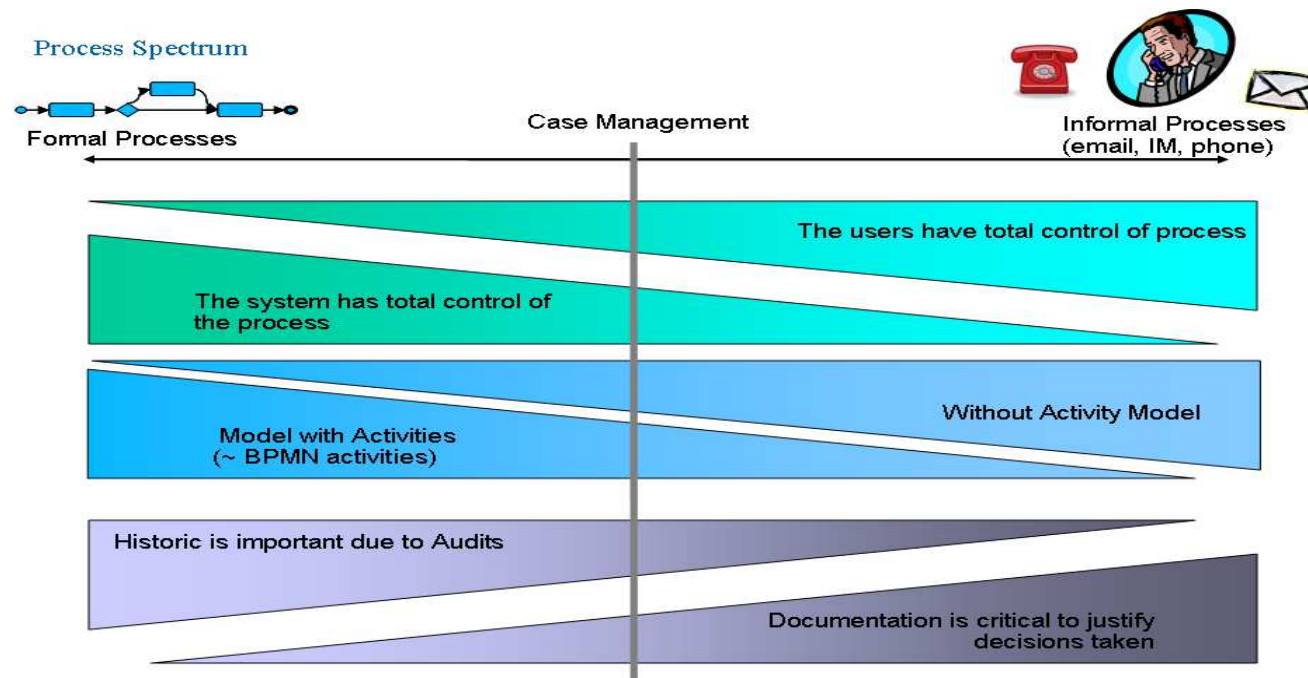 Process Spectrum
Formal Processes
Case Management
Informal Processes
(email, IM, phone)
The users have total control of process
The system has total control of
the process
Without Activity Model
Model with Activities
(~ BPMN activities)
Historic is important due to Audits
Documentation is critical to justify
decisions taken